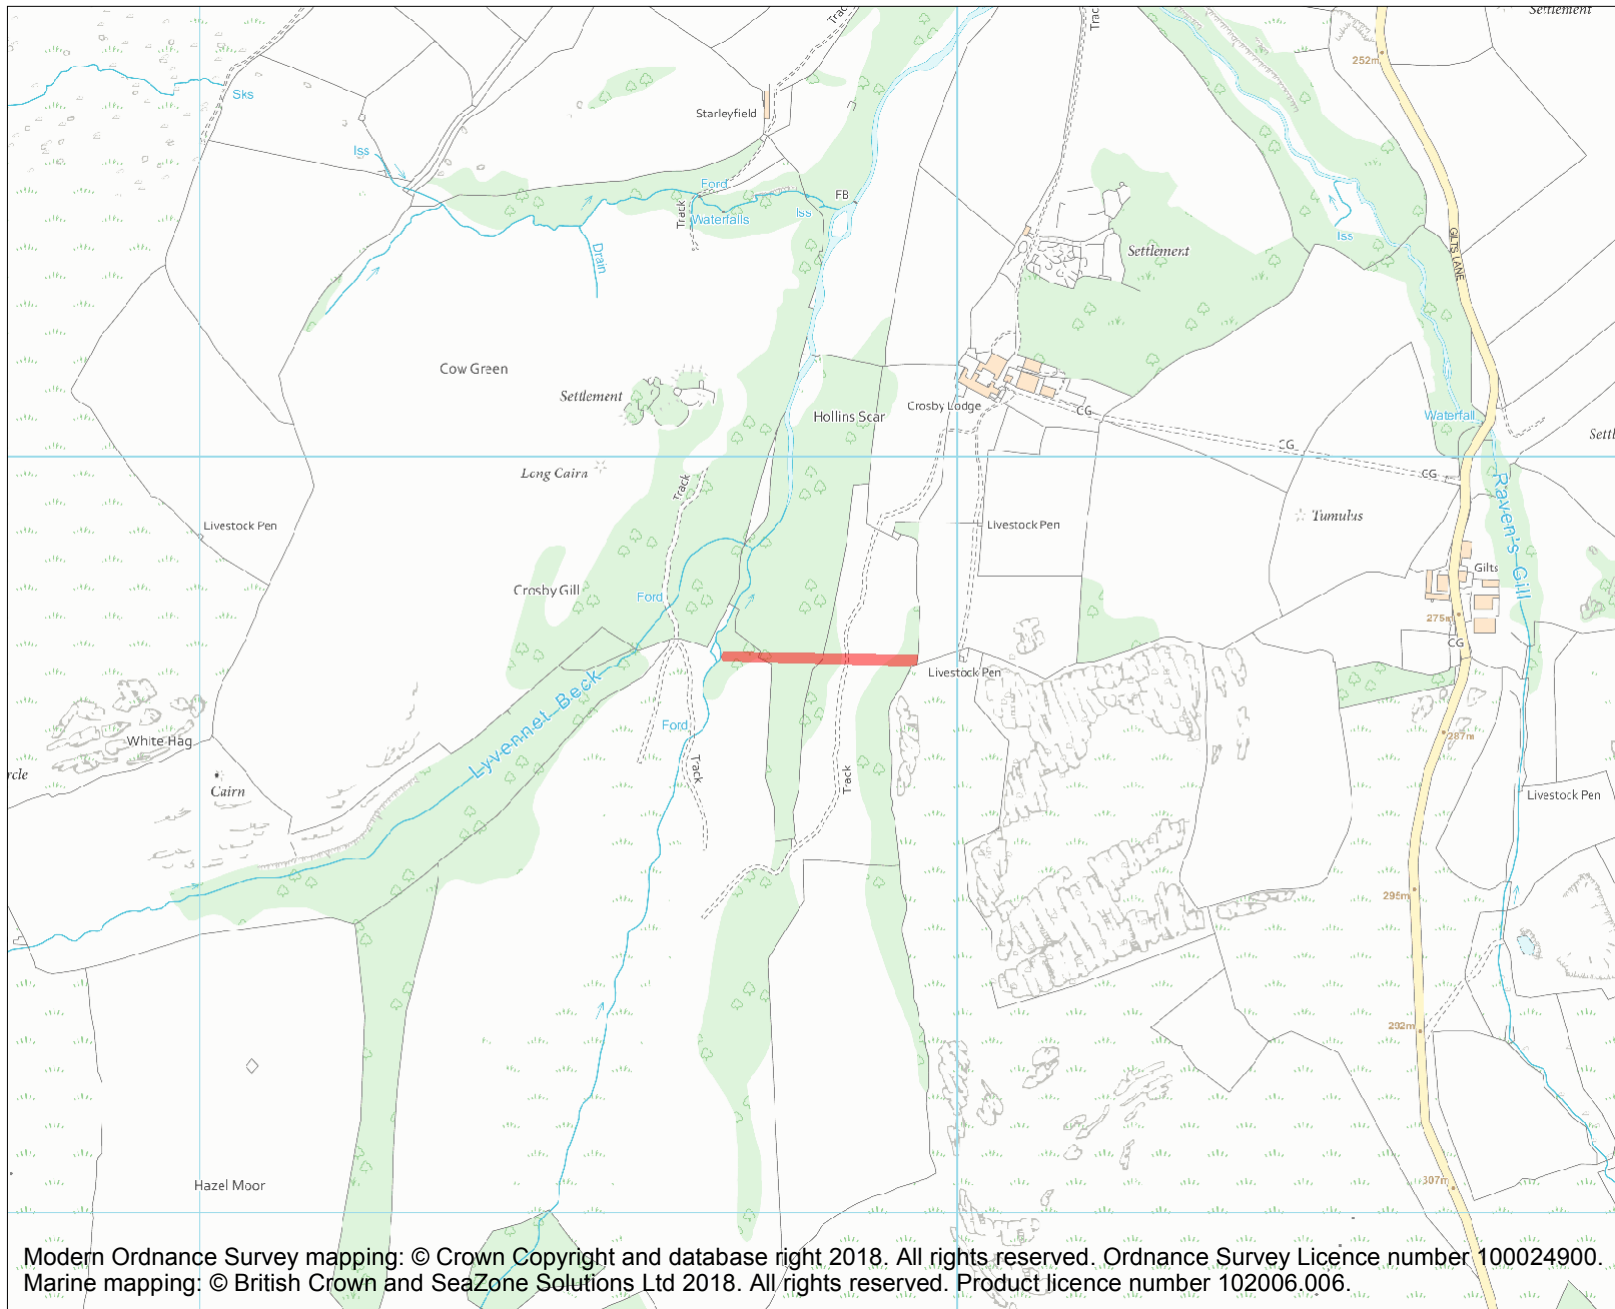 Settlement
Trac
Trac
252m
Sks
Starleyfield
Iss
Ford
FB
Track
Waterfalls
Iss
Iss
Settlement
GILTS LANE
Drain
Cow Green
Settlement
Crosby Lodge
CG
Hollins Scar
Waterfall
CG
Settl
Long Cairn
Track
CG
Raven's Gill
Livestock Pen
Livestock Pen
Tumulus
Gilts
Crosby Gill
Ford
275m
CG
Livestock Pen
Lyvennet Beck
Ford
White Hag
287m
rcle
Cairn
Track
Track
Livestock Pen
295m
292m
Hazel Moor
307m
Modern Ordnance Survey mapping: © Crown Copyright and database right 2018. All rights reserved. Ordnance Survey Licence number 100024900.
Marine mapping: © British Crown and SeaZone Solutions Ltd 2018. All rights reserved. Product licence number 102006.006.